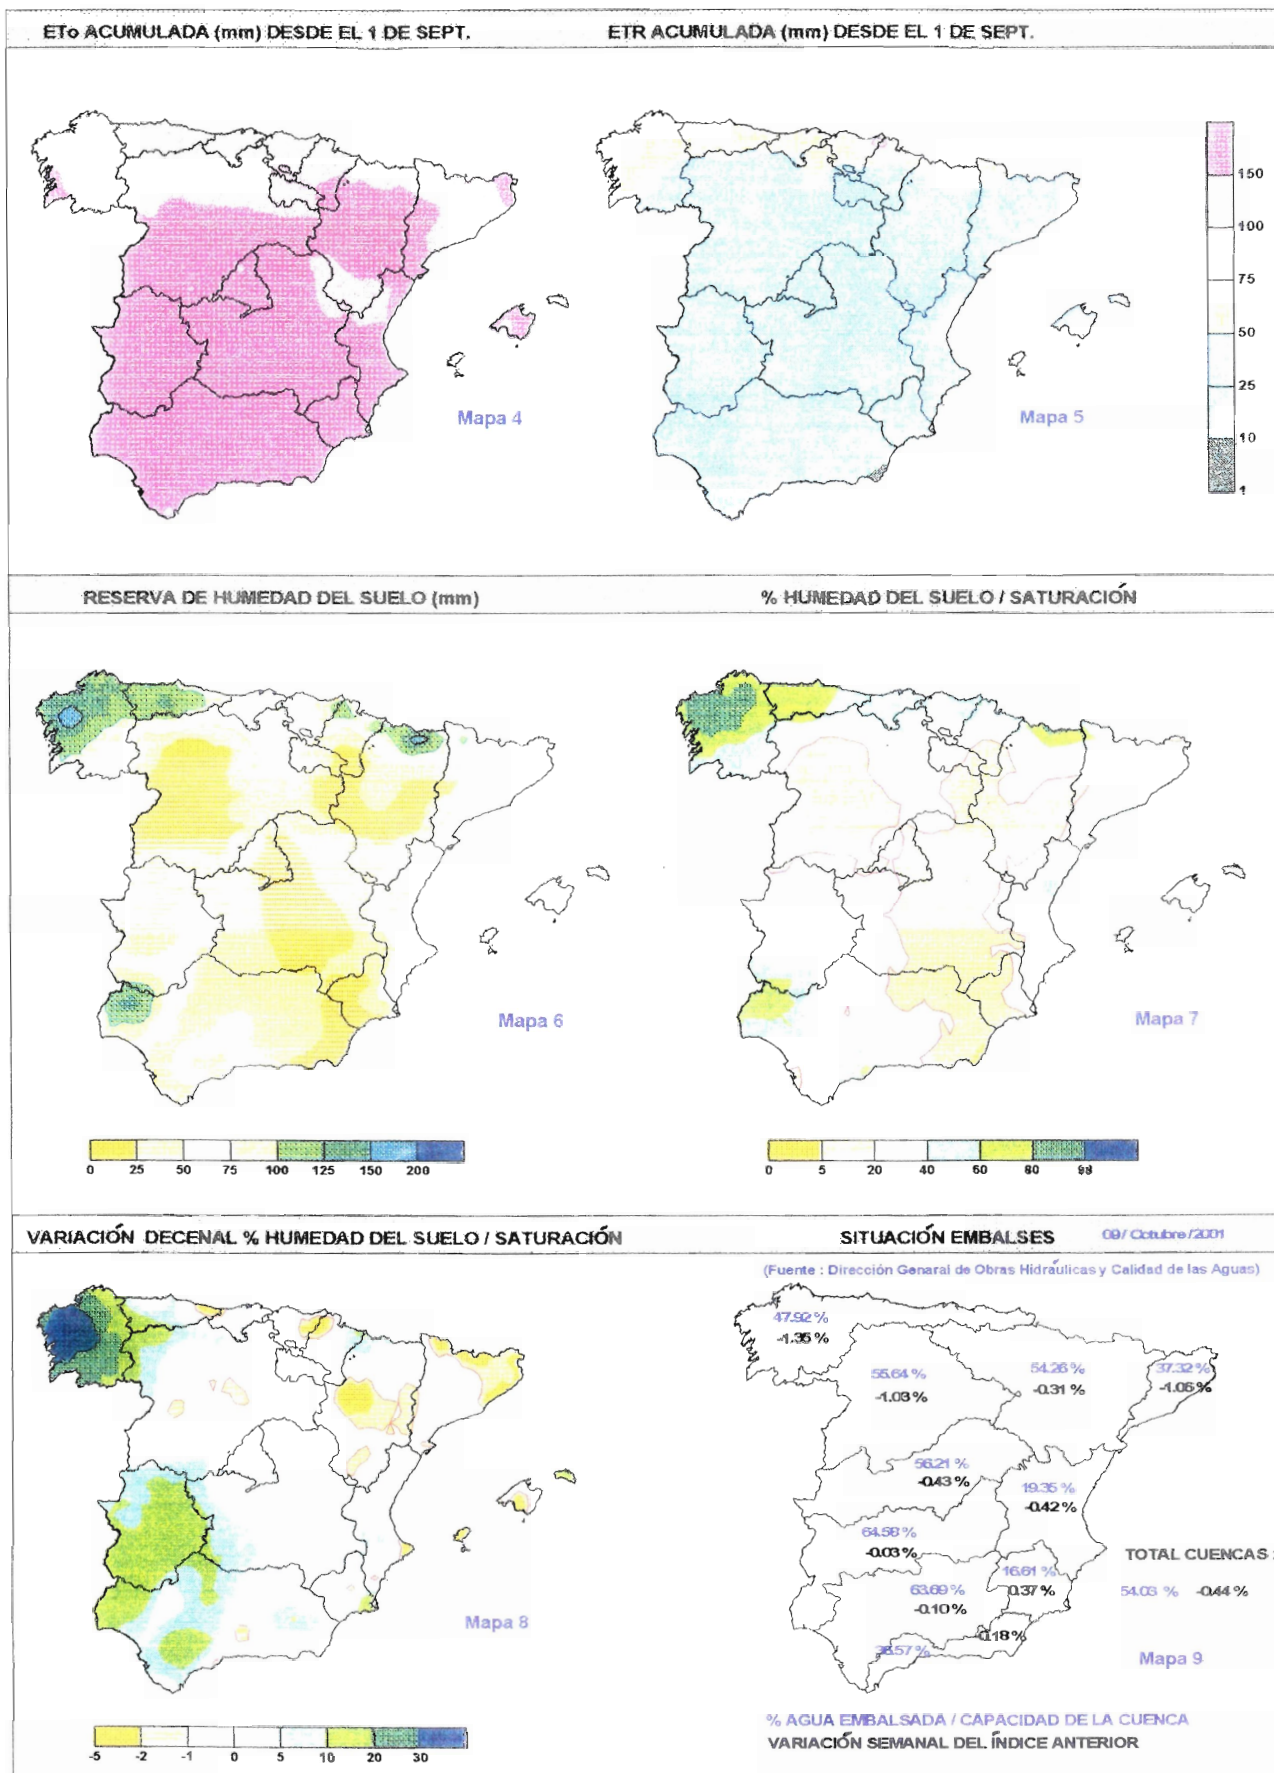 ETo ACUMULADA (mm) DESDE EL 1 DE SEPT.
ETR ACUMULADA (mm) DESDE EL 1 DE SEPT.
150
100
75
50
25
10
1
Mapa 4
Mapa 5
RESERVA DE HUMEDAD DEL SUELO (mm)
% HUMEDAD DEL SUELO / SATURACIÓN
Mapa 6
Mapa 7
0 25 50 75 100 125 150 200
0 5 20 40 60 80 98
VARIACIÓN DECENAL % HUMEDAD DEL SUELO / SATURACIÓN
SITUACIÓN EMBALSES
09/ Octubre /2001
(Fuente : Dirección Genaral de Obras Hidráulicas y Calidad de las Aguas)
47.92 %
-1.35 %
55.64 %
-1.03 %
54.26 %
-0.31 %
37.32 %
-1.05 %
56.21 %
-0.43 %
19.35 %
-0.42 %
64.58 %
-0.03 %
TOTAL CUENCAS :
54.03 % -0.44 %
16.61 %
0.37 %
63.69 %
-0.10 %
-0.18 %
Mapa 8
Mapa 9
-5 -2 -1 0 5 10 20 30
% AGUA EMBALSADA / CAPACIDAD DE LA CUENCA
VARIACIÓN SEMANAL DEL ÍNDICE ANTERIOR